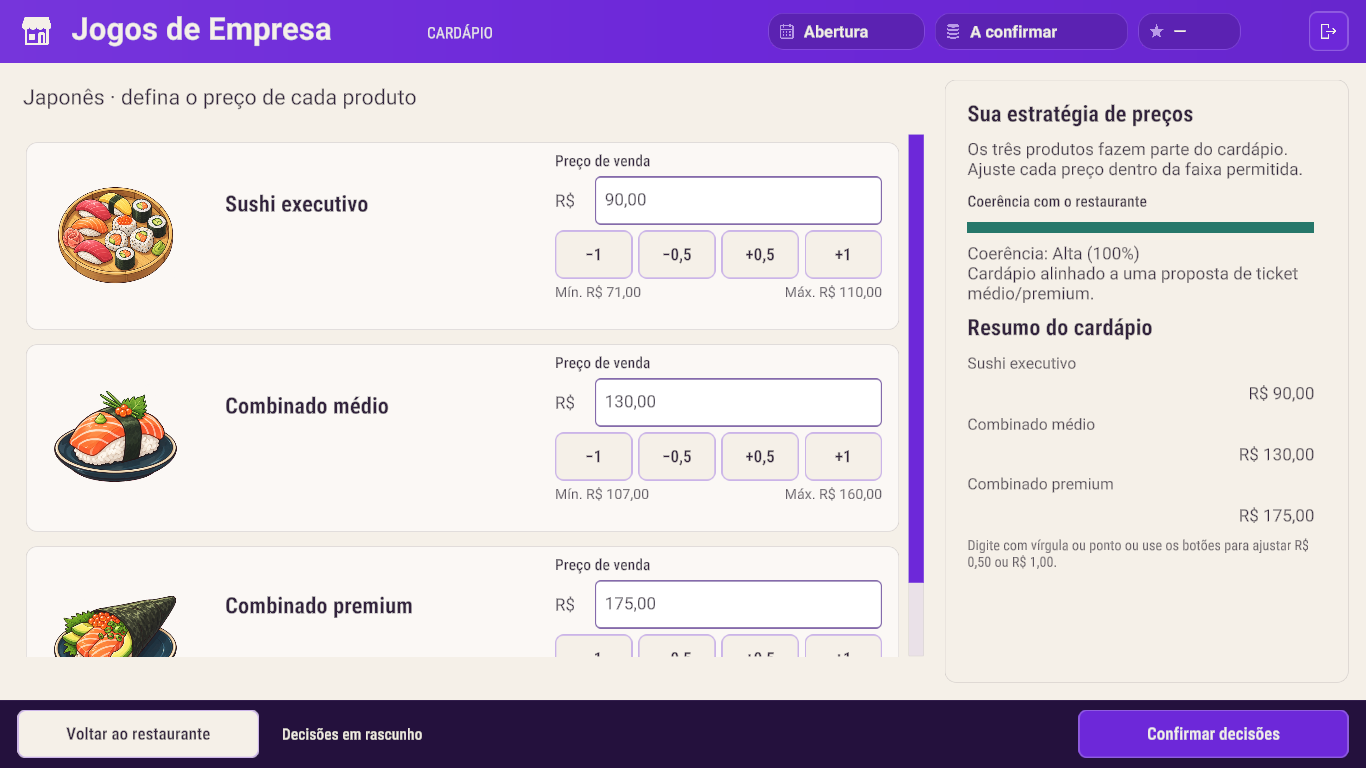 Jogos de Empresa
CARDÁPIO
Abertura
A confirmar
—
Japonês · defina o preço de cada produto
Sushi executivo
Preço de venda
R$
90,00
−1
−0,5
+0,5
+1
Mín. R$ 71,00
Máx. R$ 110,00
Combinado médio
Preço de venda
R$
130,00
−1
−0,5
+0,5
+1
Mín. R$ 107,00
Máx. R$ 160,00
Combinado premium
Preço de venda
R$
175,00
−1
−0,5
+0,5
+1
Sua estratégia de preços
Os três produtos fazem parte do cardápio.
Ajuste cada preço dentro da faixa permitida.
Coerência com o restaurante
Coerência: Alta (100%)
Cardápio alinhado a uma proposta de ticket
médio/premium.
Resumo do cardápio
Sushi executivo
R$ 90,00
Combinado médio
R$ 130,00
Combinado premium
R$ 175,00
Digite com vírgula ou ponto ou use os botões para ajustar R$
0,50 ou R$ 1,00.
Voltar ao restaurante
Decisões em rascunho
Confirmar decisões